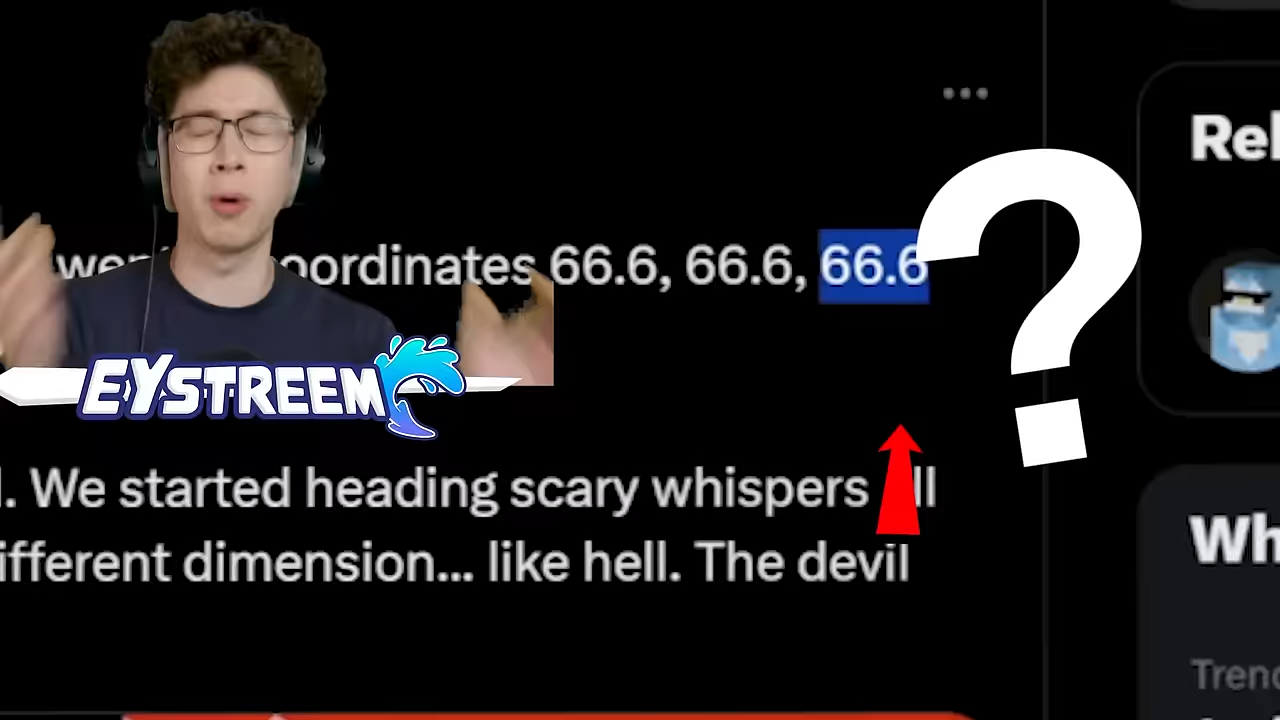 Rel
coordinates 66.6, 66.6, 66.6
?
EYSTREEM
. We started heading scary whispers
ifferent dimension... like hell. The devil
Wh
Trend